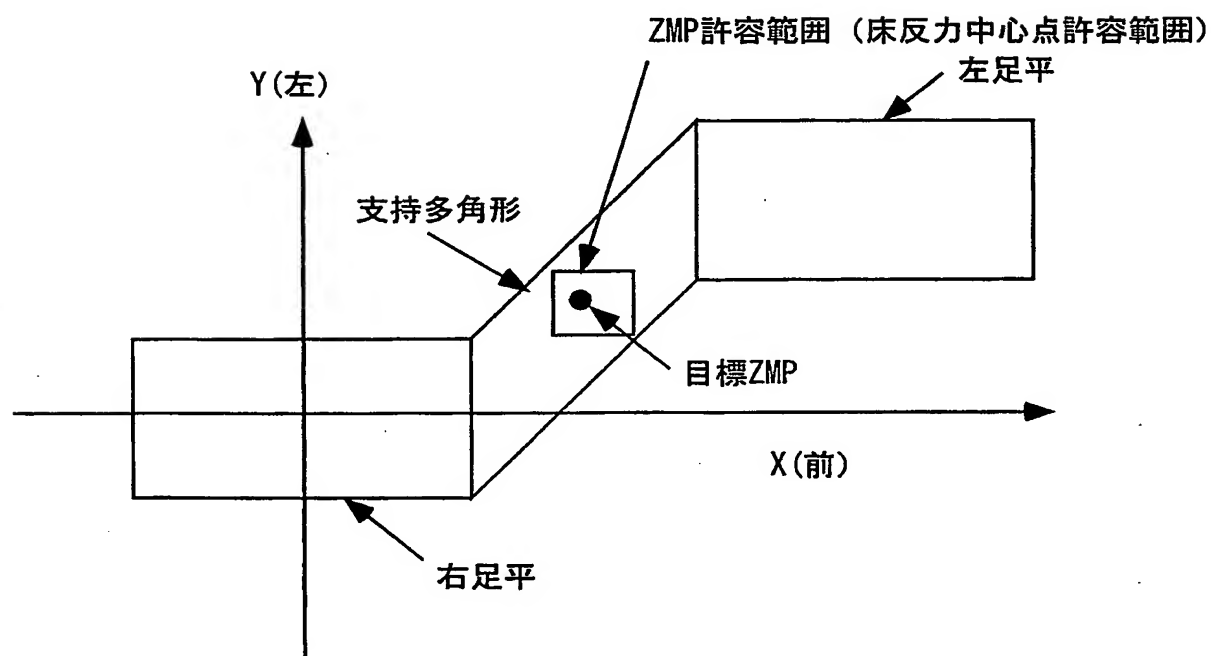 ZMP許容範囲（床反力中心点許容範囲）
左足平
Y(左)
支持多角形
目標ZMP
X(前)
右足平